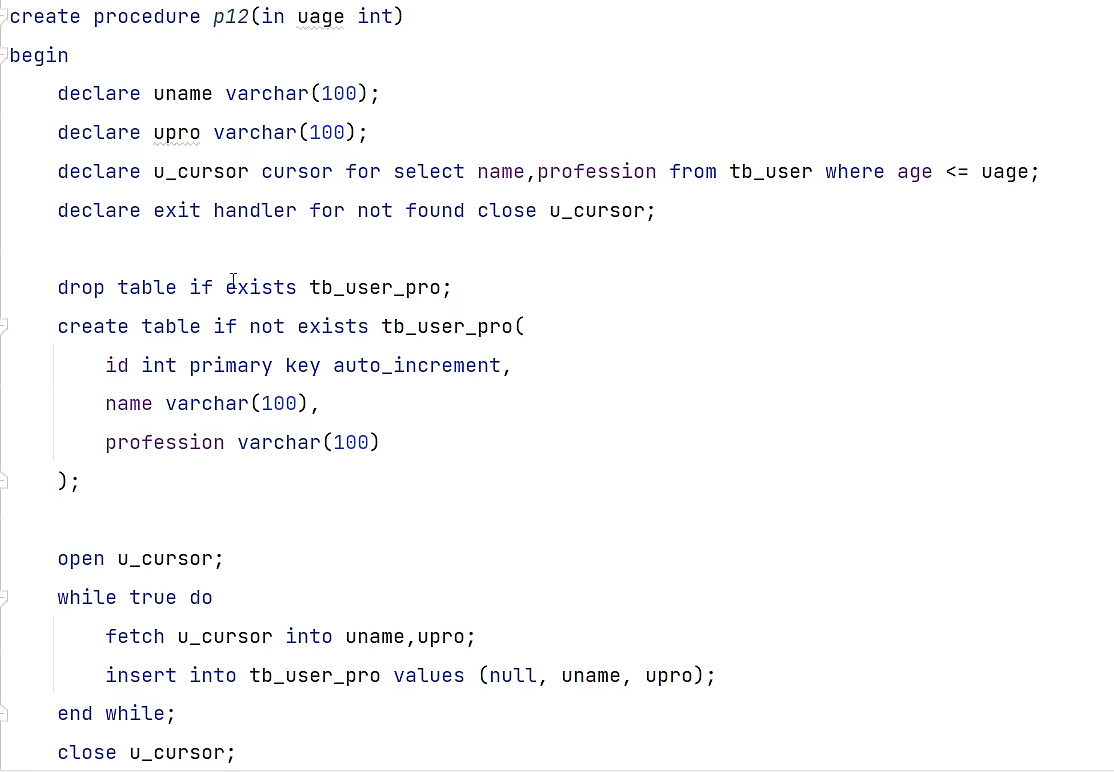 create procedure p12(in uage int)
begin
    declare uname varchar(100);
    declare upro varchar(100);
    declare u_cursor cursor for select name,profession from tb_user where age <= uage;
    declare exit handler for not found close u_cursor;
    drop table if exists tb_user_pro;
    create table if not exists tb_user_pro(
        id int primary key auto_increment,
        name varchar(100),
        profession varchar(100)
    );
    open u_cursor;
    while true do
        fetch u_cursor into uname,upro;
        insert into tb_user_pro values (null, uname, upro);
    end while;
    close u_cursor;